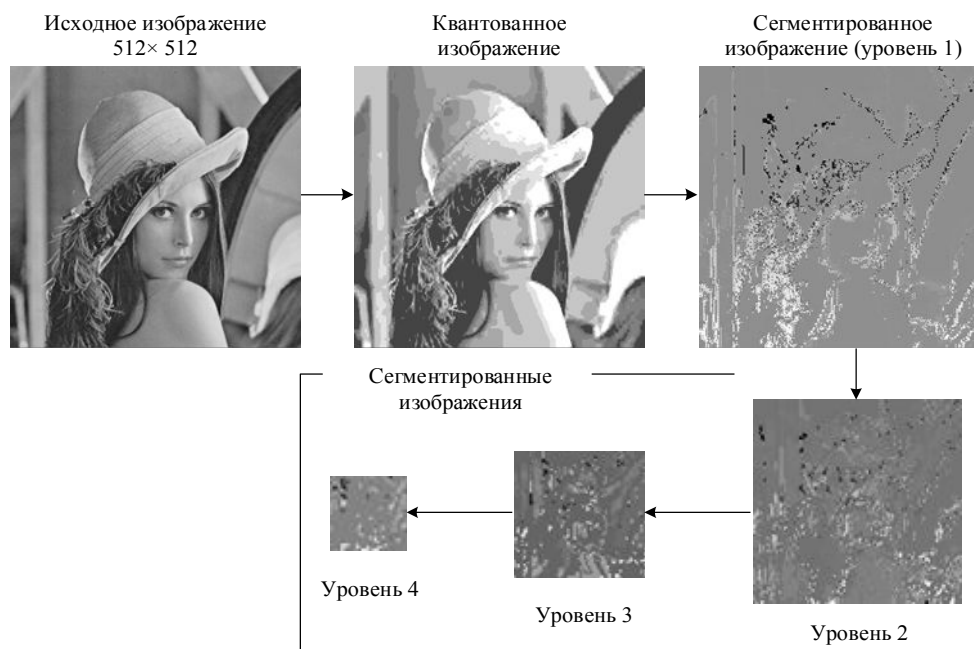 Исходное изображение
512× 512
Квантованное
изображение
Сегментированное
изображение (уровень 1)
Сегментированные
изображения
Уровень 4
Уровень 3
Уровень 2